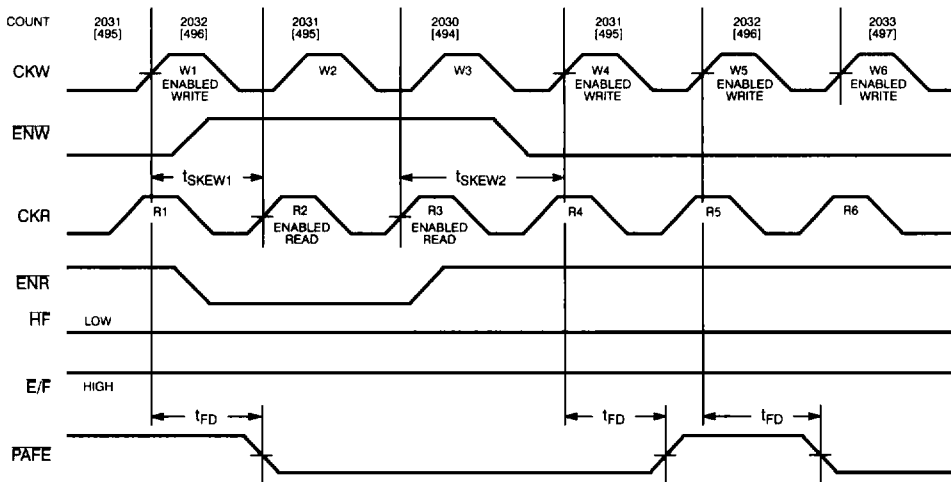 COUNT 2031 2032 2031 2030 2031 2032 2033
[495] [496] [495] [494] [495] [496] [497]
CKW W1 W2 W3 W4 W5 W6
ENABLED WRITE ENABLED WRITE ENABLED WRITE ENABLED WRITE
ENW
tSKEW1 tSKEW2
CKR R1 R2 R3 R4 R5 R6
ENABLED READ ENABLED READ
ENR
HF LOW
E/F HIGH
tFD tFD tFD
PAFE